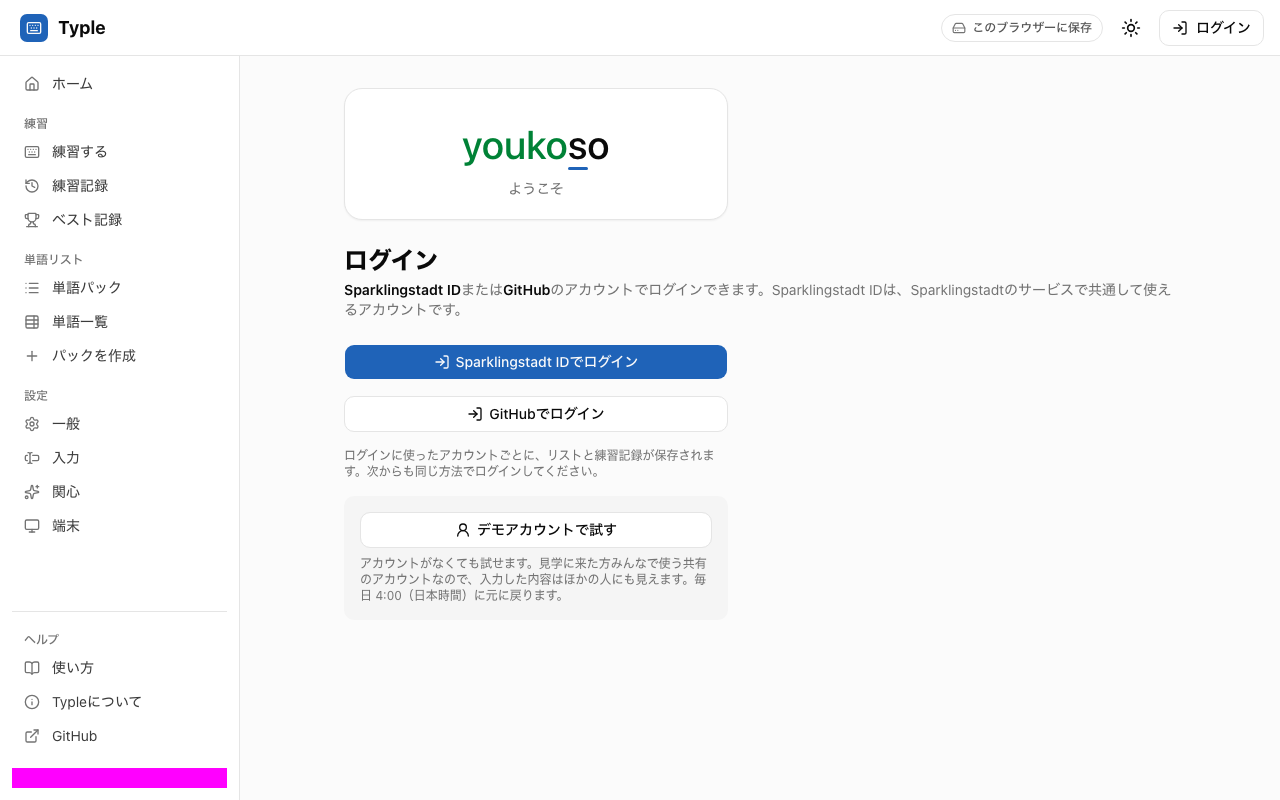 Typle
このブラウザーに保存
ログイン
ホーム
練習
練習する
練習記録
ベスト記録
単語リスト
単語パック
単語一覧
パックを作成
設定
一般
入力
関心
端末
ヘルプ
使い方
Typleについて
GitHub
youkoso
ようこそ
ログイン
Sparklingstadt IDまたはGitHubのアカウントでログインできます。Sparklingstadt IDは、Sparklingstadtのサービスで共通して使え
るアカウントです。
Sparklingstadt IDでログイン
GitHubでログイン
ログインに使ったアカウントごとに、リストと練習記録が保存されま
す。次からも同じ方法でログインしてください。
デモアカウントで試す
アカウントがなくても試せます。見学に来た方みんなで使う共有
のアカウントなので、入力した内容はほかの人にも見えます。毎
日 4:00（日本時間）に元に戻ります。